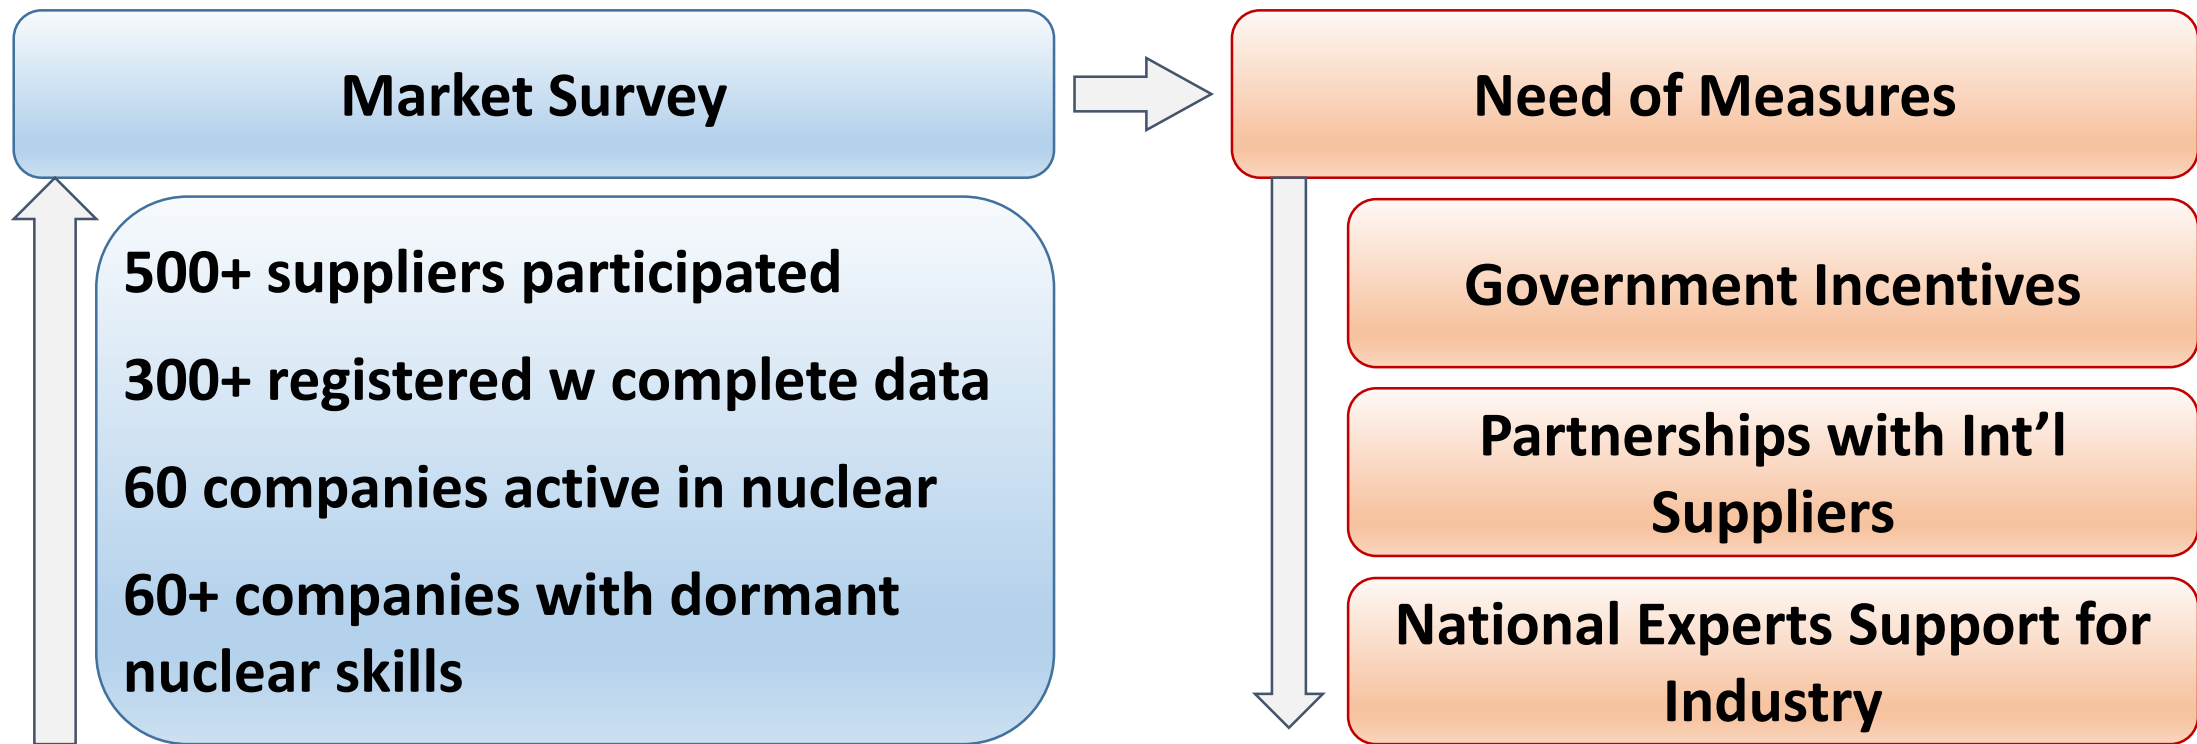 Market Survey
500+ suppliers participated
300+ registered w complete data
60 companies active in nuclear
60+ companies with dormant
nuclear skills
Need of Measures
Government Incentives
Partnerships with Int’l
Suppliers
National Experts Support for
Industry